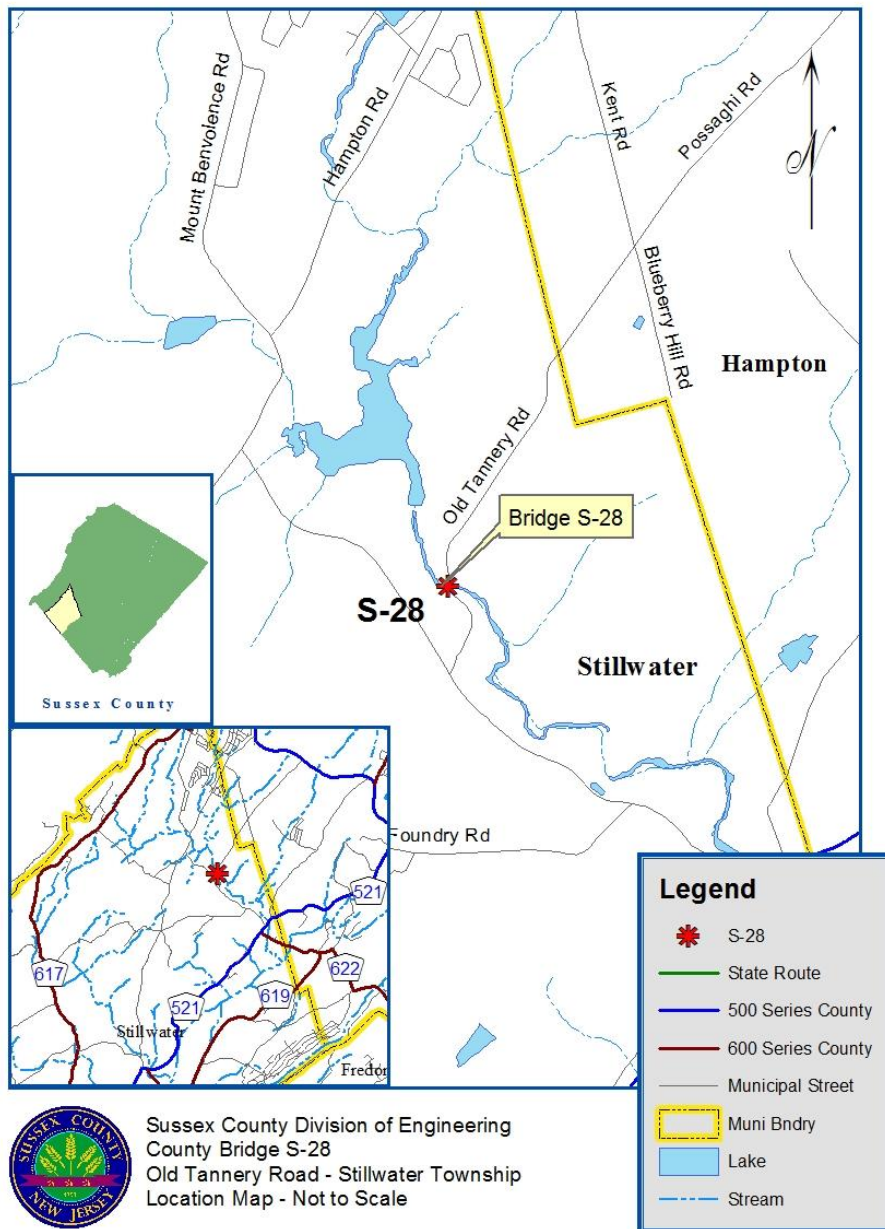 Mount Benvolence Rd
Hampton Rd
Kent Rd
Possaghi Rd
N
Blueberry Hill Rd
Hampton
Old Tannery Rd
Bridge S-28
S-28
Stillwater
Sussex County
Foundry Rd
521
617
622
619
521
Stillwater
Fredon
Legend
S-28
State Route
500 Series County
600 Series County
Municipal Street
Muni Bndry
Lake
Stream
SUSSEX COUNTY
1753
NEW JERSEY
Sussex County Division of Engineering
County Bridge S-28
Old Tannery Road - Stillwater Township
Location Map - Not to Scale